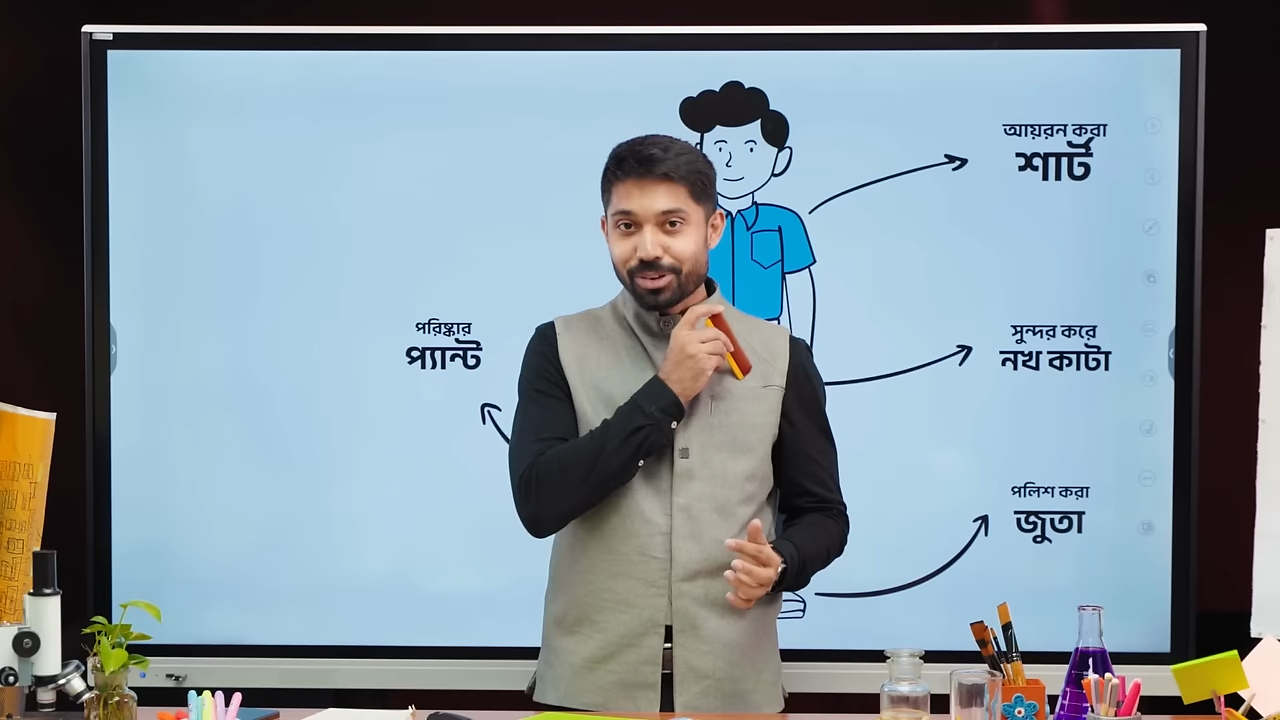 আয়রন করা
শার্ট
পরিষ্কার
প্যান্ট
সুন্দর করে
নখ কাটা
পলিশ করা
জুতা